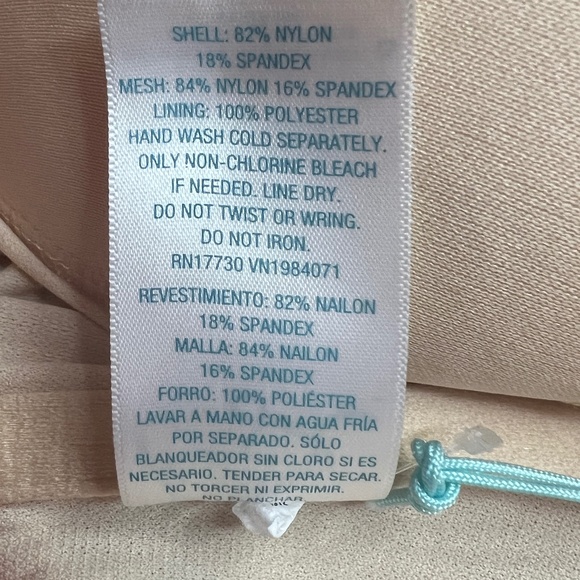 SHELL: 82% NYLON
18% SPANDEX
MESH: 84% NYLON 16% SPANDEX
LINING: 100% POLYESTER
HAND WASH COLD SEPARATELY.
ONLY NON-CHLORINE BLEACH
IF NEEDED. LINE DRY.
DO NOT TWIST OR WRING.
DO NOT IRON.
RN17730 VN1984071
REVESTIMIENTO: 82% NAILON
18% SPANDEX
MALLA: 84% NAILON
16% SPANDEX
FORRO: 100% POLIÉSTER
LAVAR A MANO CON AGUA FRÍA
POR SEPARADO. SÓLO
BLANQUEADOR SIN CLORO SI ES
NECESARIO. TENDER PARA SECAR.
NO TORCER NI EXPRIMIR.
NO PLANCHAR.